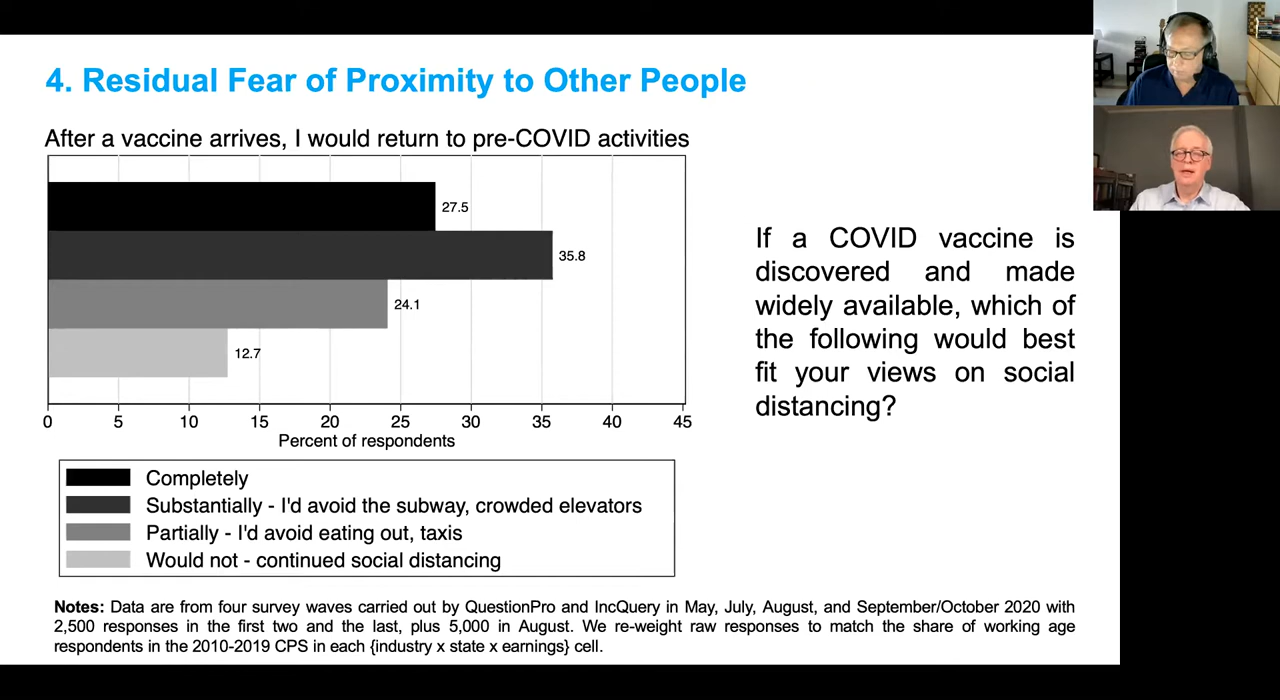 4. Residual Fear of Proximity to Other People
After a vaccine arrives, I would return to pre-COVID activities
27.5
35.8
24.1
12.7
0 5 10 15 20 25 30 35 40 45
Percent of respondents
Completely
Substantially - I'd avoid the subway, crowded elevators
Partially - I'd avoid eating out, taxis
Would not - continued social distancing
If a COVID vaccine is
discovered and made
widely available, which of
the following would best
fit your views on social
distancing?
Notes: Data are from four survey waves carried out by QuestionPro and IncQuery in May, July, August, and September/October 2020 with
2,500 responses in the first two and the last, plus 5,000 in August. We re-weight raw responses to match the share of working age
respondents in the 2010-2019 CPS in each {industry x state x earnings} cell.